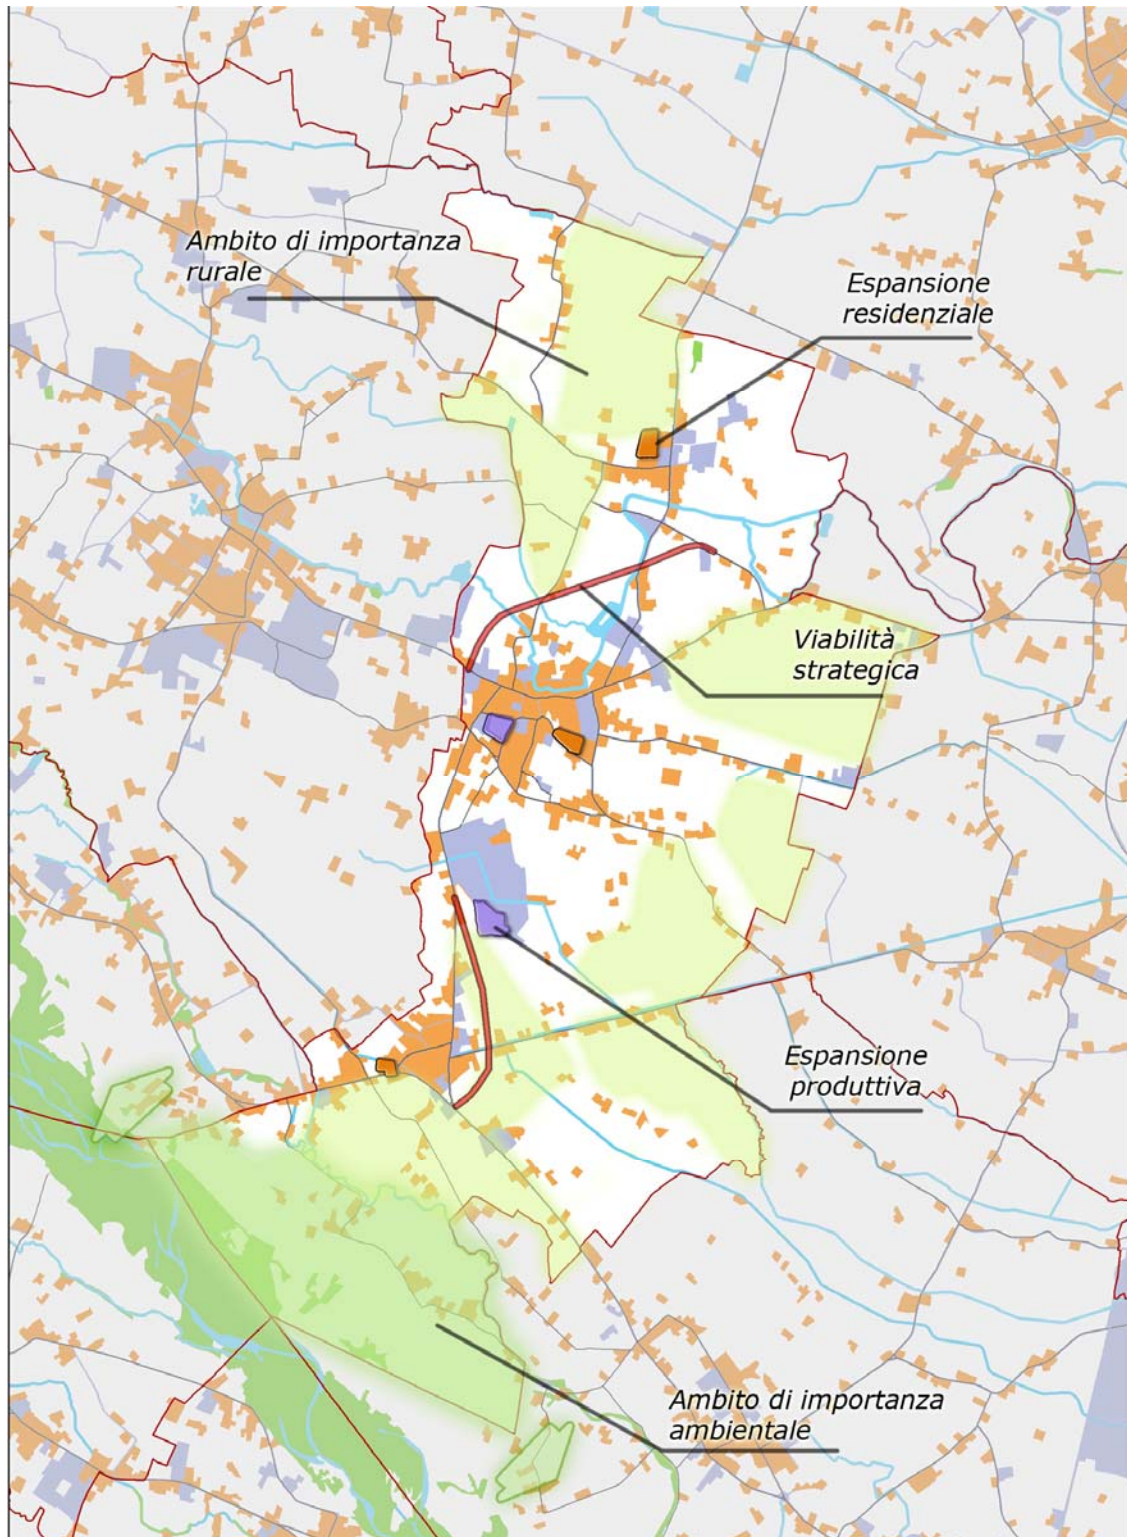 Ambito di importanza
rurale
Espansione
residenziale
Viabilità
strategica
Espansione
produttiva
Ambito di importanza
ambientale